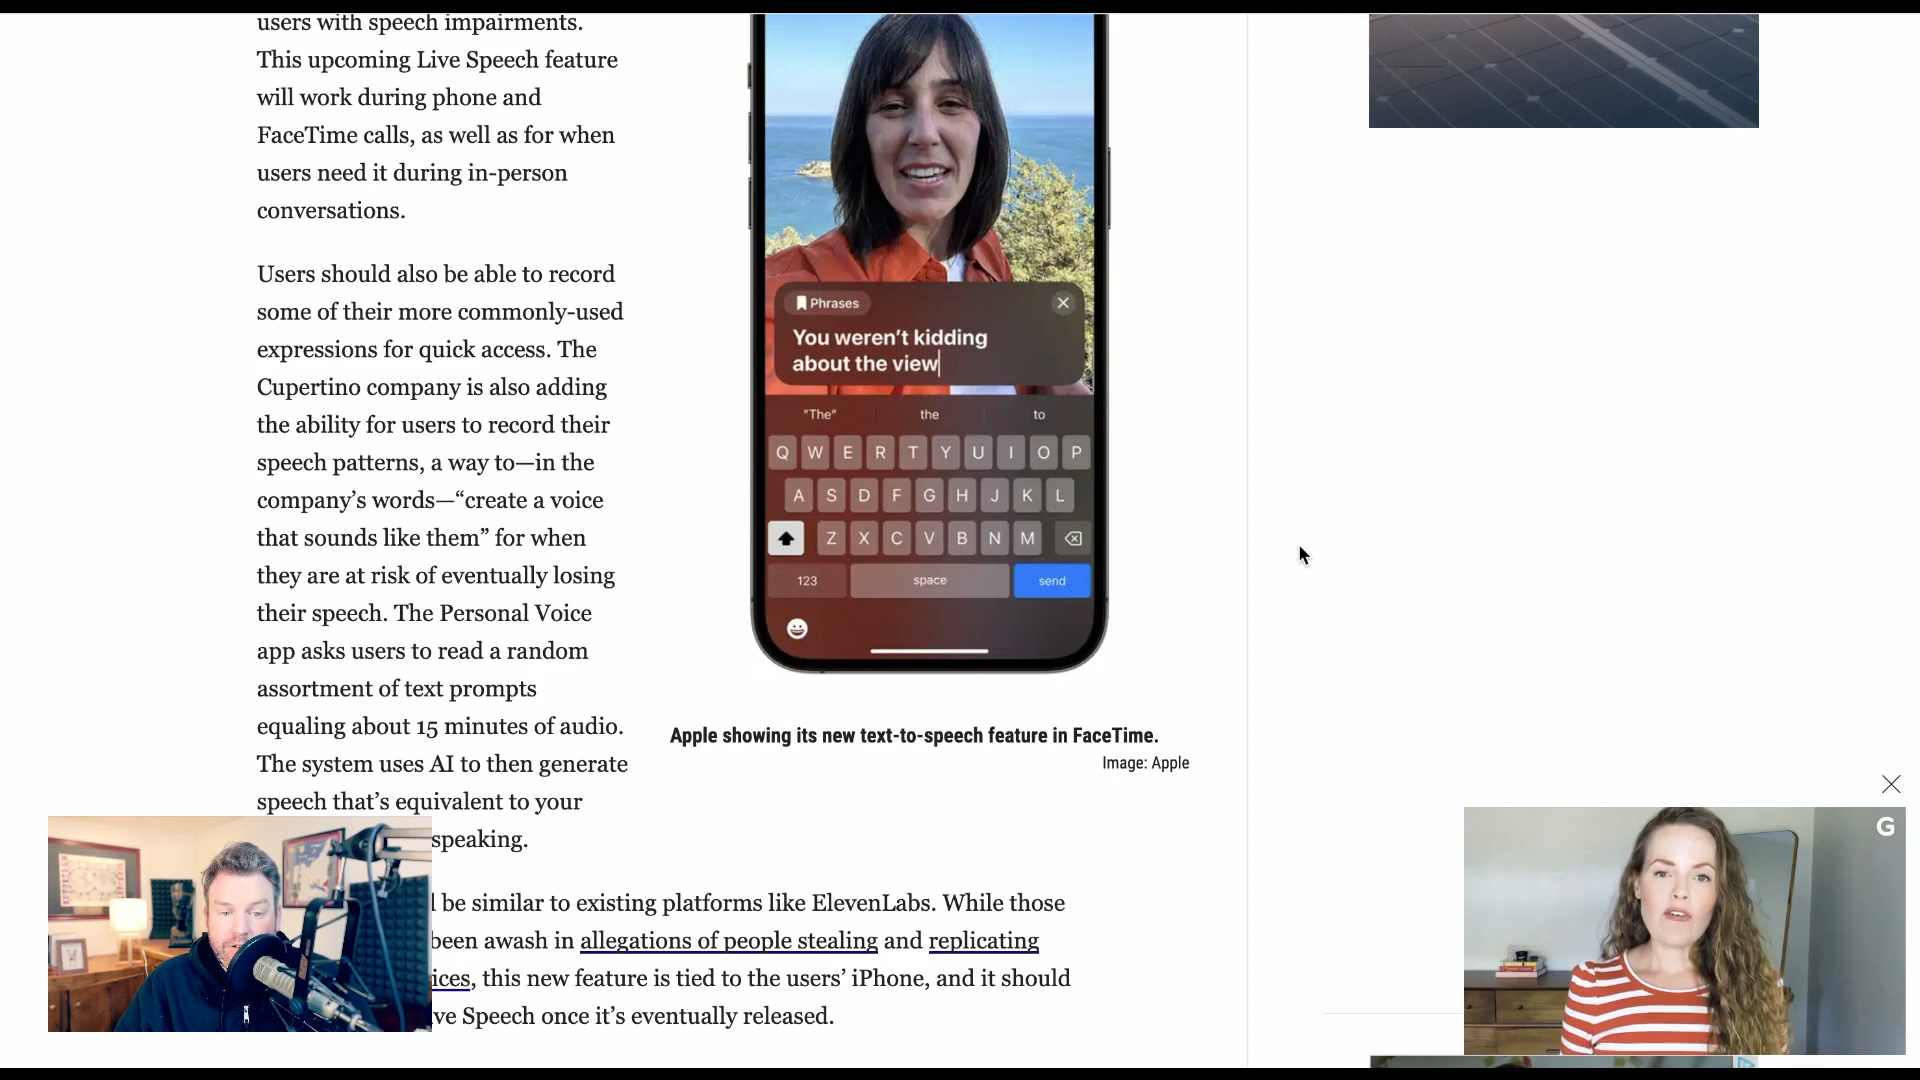 users with speech impairments.
This upcoming Live Speech feature
will work during phone and
FaceTime calls, as well as for when
users need it during in-person
conversations.
Users should also be able to record
some of their more commonly-used
expressions for quick access. The
Cupertino company is also adding
the ability for users to record their
speech patterns, a way to—in the
company’s words—“create a voice
that sounds like them” for when
they are at risk of eventually losing
their speech. The Personal Voice
app asks users to read a random
assortment of text prompts
equaling about 15 minutes of audio.
The system uses AI to then generate
speech that’s equivalent to your
speaking.
Phrases
You weren’t kidding
about the view
"The" the to
Q W E R T Y U I O P
A S D F G H J K L
Z X C V B N M
123 space send
Apple showing its new text-to-speech feature in FaceTime.
Image: Apple
l be similar to existing platforms like ElevenLabs. While those
been awash in allegations of people stealing and replicating
ices, this new feature is tied to the users’ iPhone, and it should
ve Speech once it’s eventually released.
G